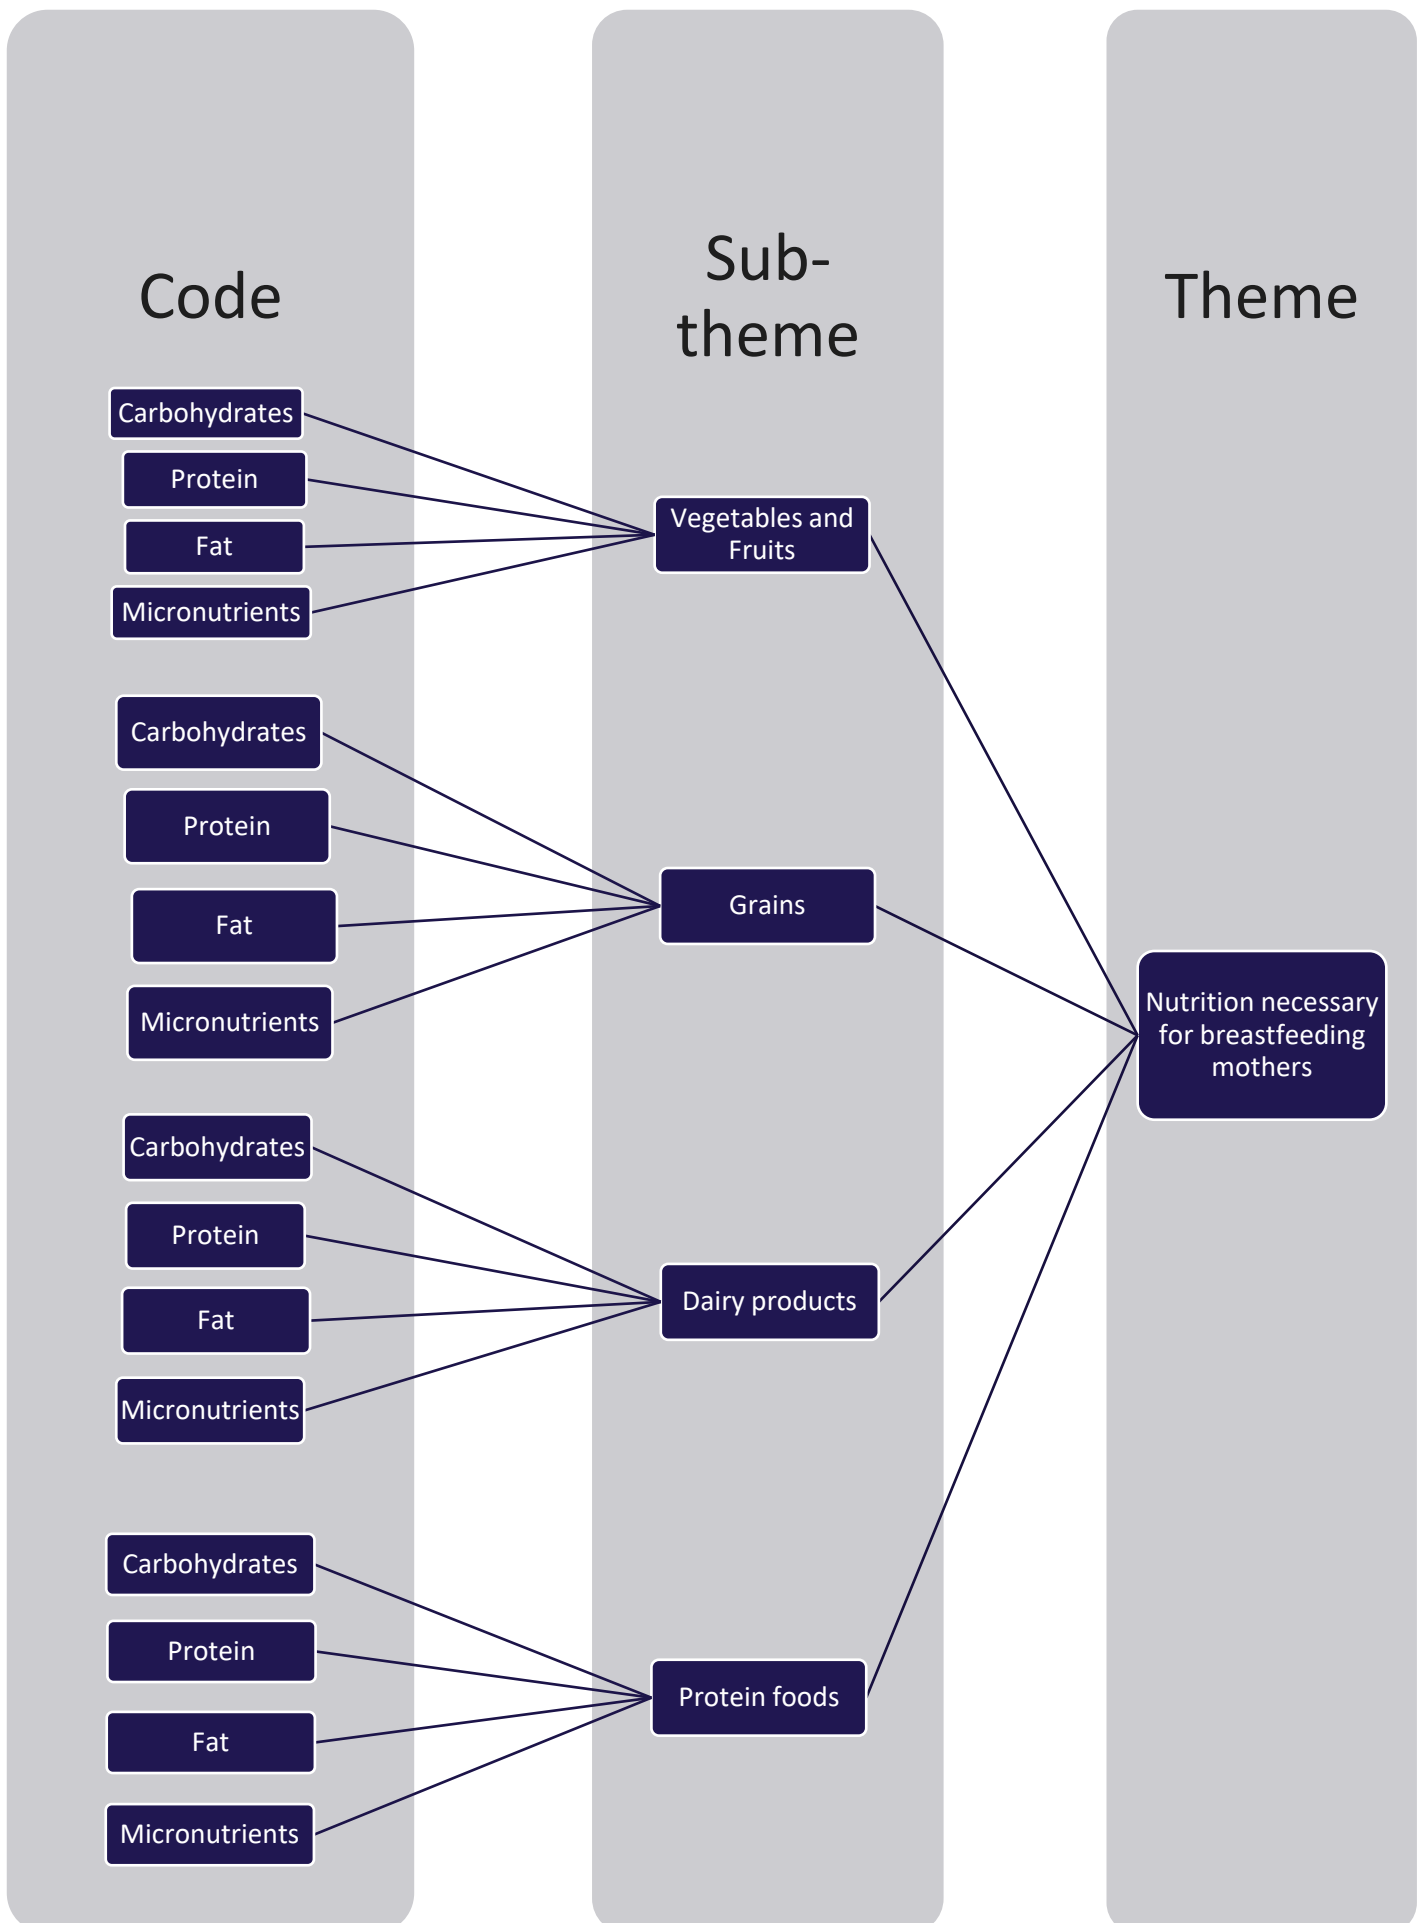 Code
Sub-
theme
Theme
Carbohydrates
Protein
Fat
Micronutrients
Vegetables and
Fruits
Carbohydrates
Protein
Fat
Micronutrients
Grains
Carbohydrates
Protein
Fat
Micronutrients
Dairy products
Carbohydrates
Protein
Fat
Micronutrients
Protein foods
Nutrition necessary
for breastfeeding
mothers